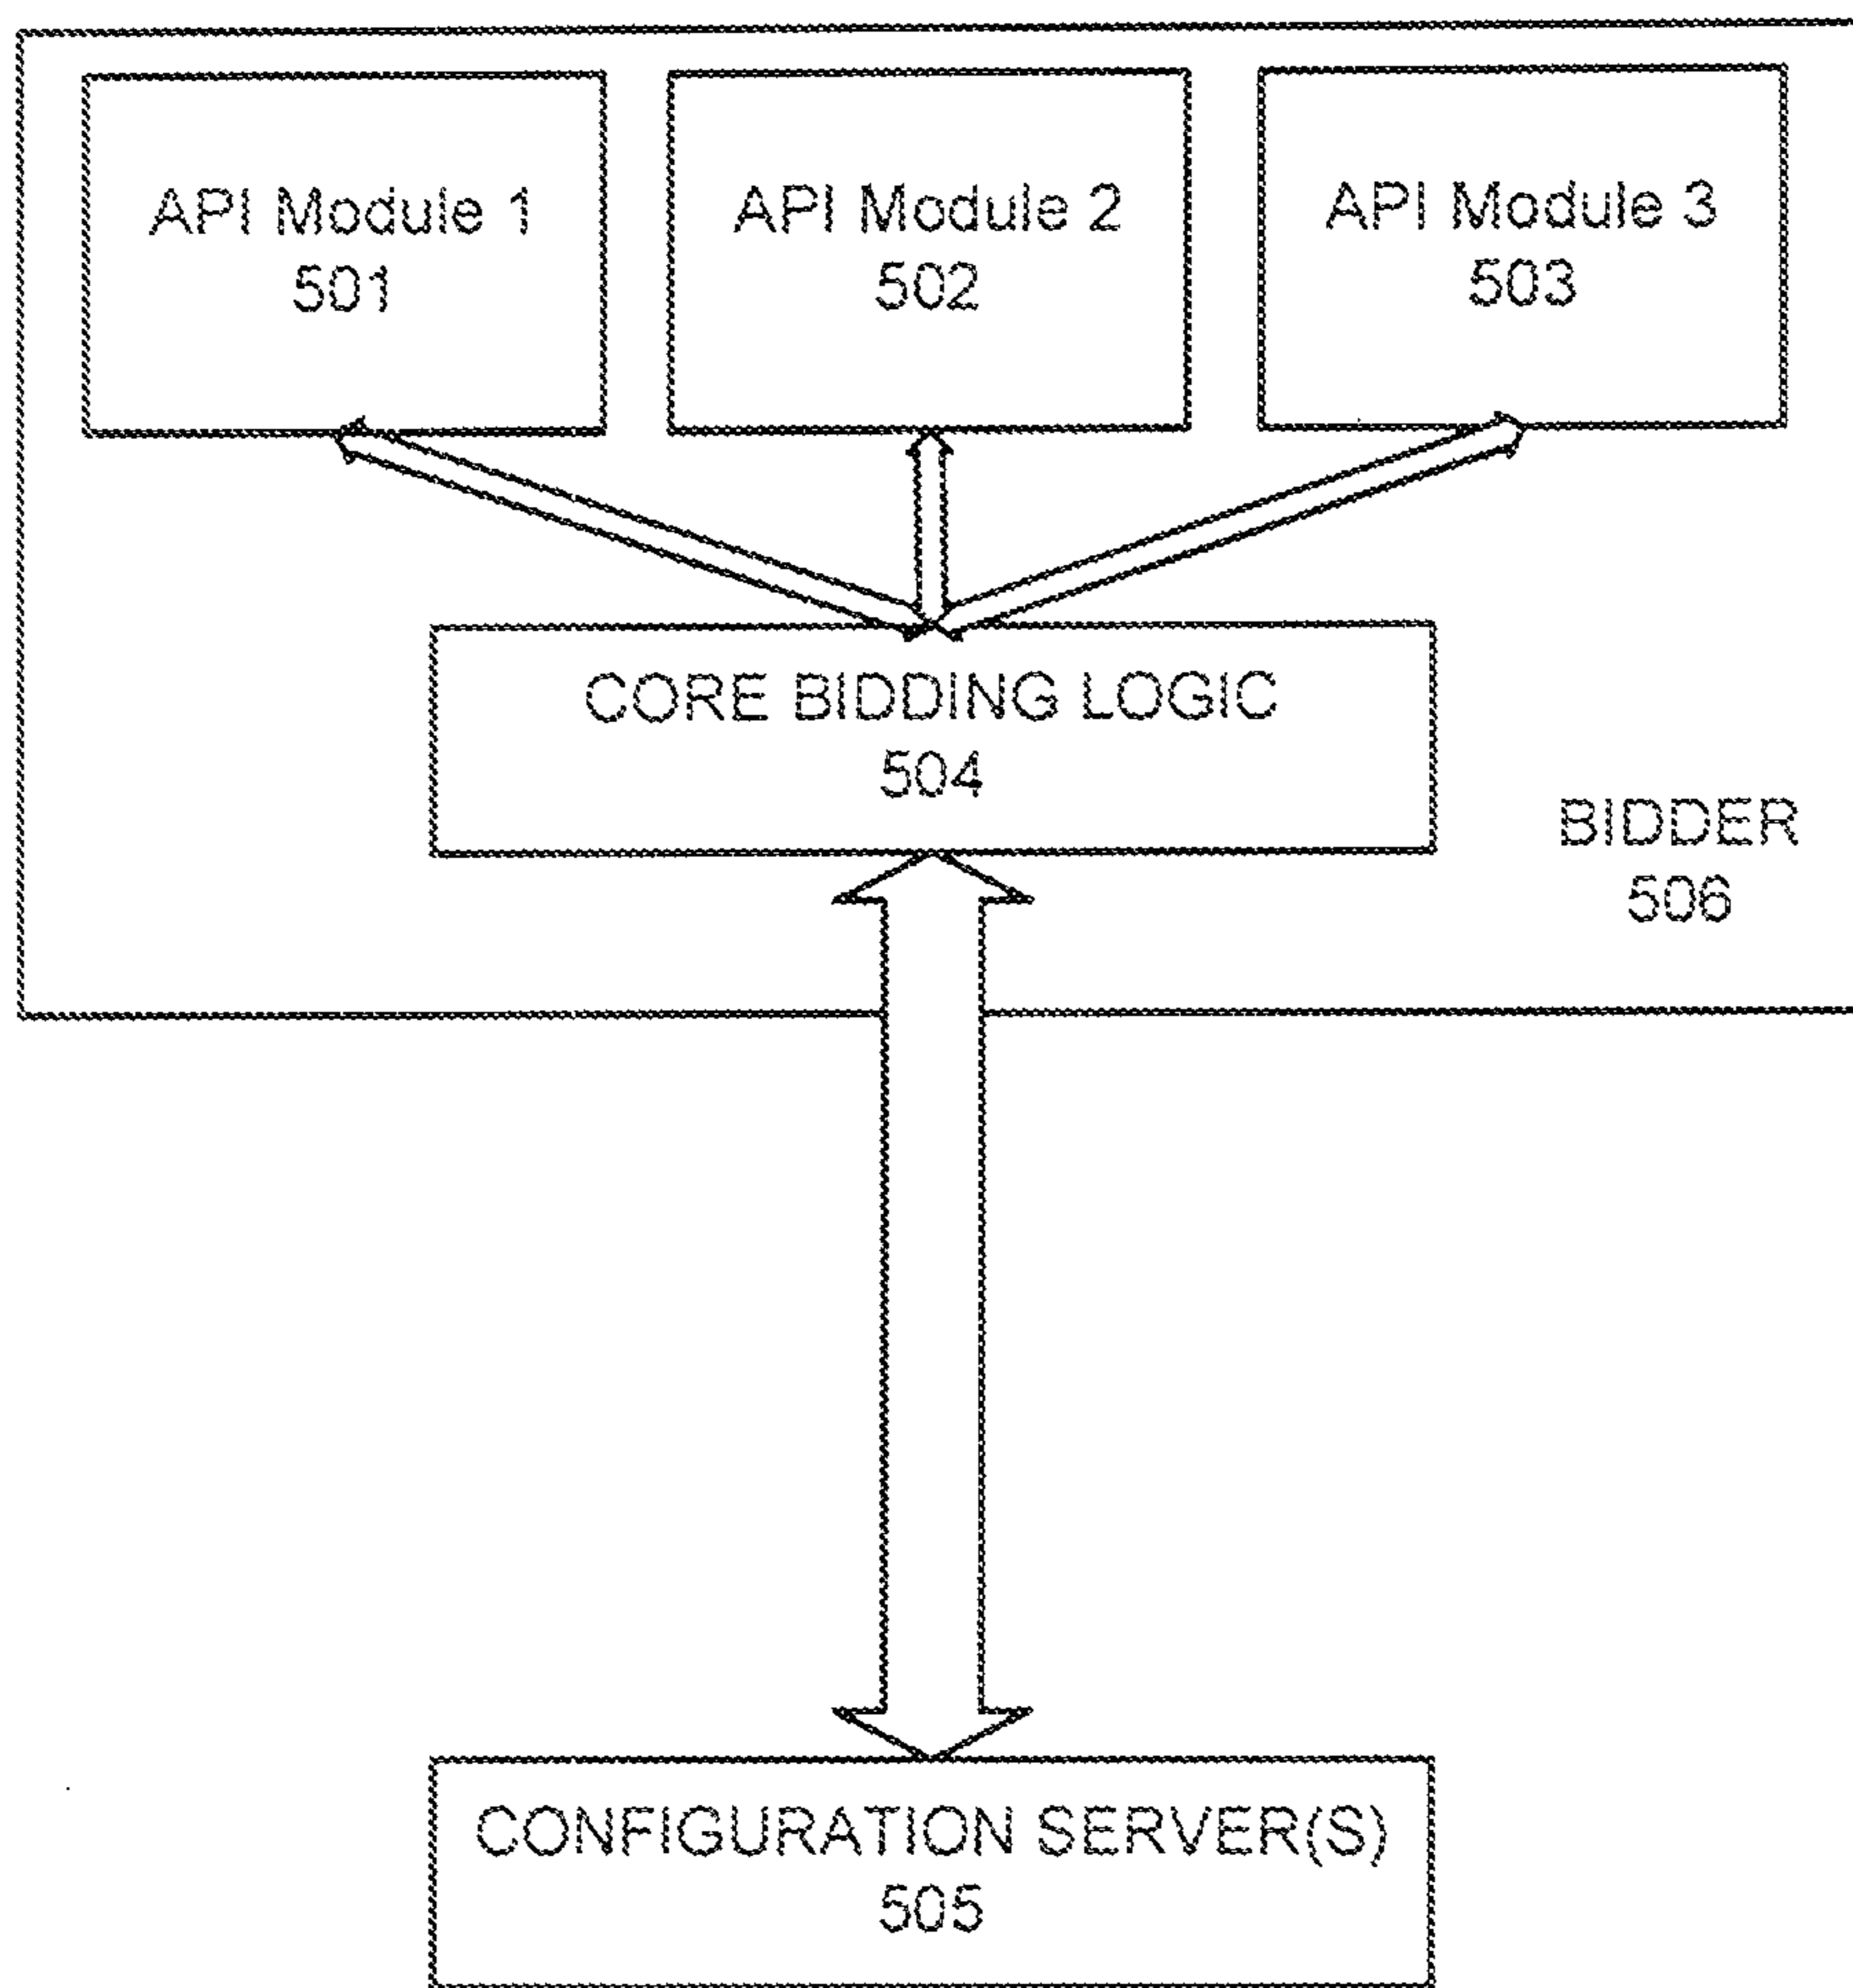 API Module 1
501
API Module 2
502
API Module 3
503
CORE BIDDING LOGIC
504
BIDDER
506
CONFIGURATION SERVER(S)
505